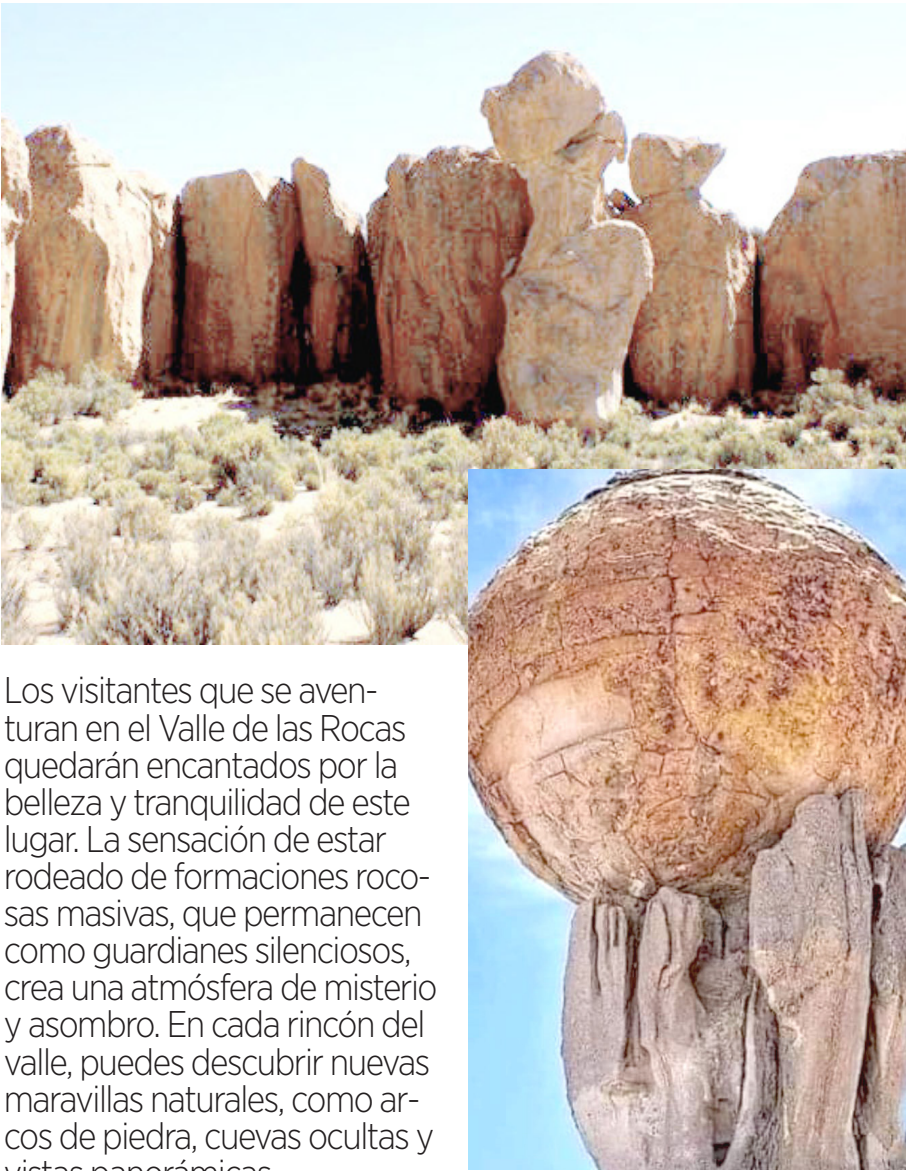 Los visitantes que se aven-
turan en el Valle de las Rocas
quedarán encantados por la
belleza y tranquilidad de este
lugar. La sensación de estar
rodeado de formaciones roco-
sas masivas, que permanecen
como guardianes silenciosos,
crea una atmósfera de misterio
y asombro. En cada rincón del
valle, puedes descubrir nuevas
maravillas naturales, como ar-
cos de piedra, cuevas ocultas y
vistas panorámicas